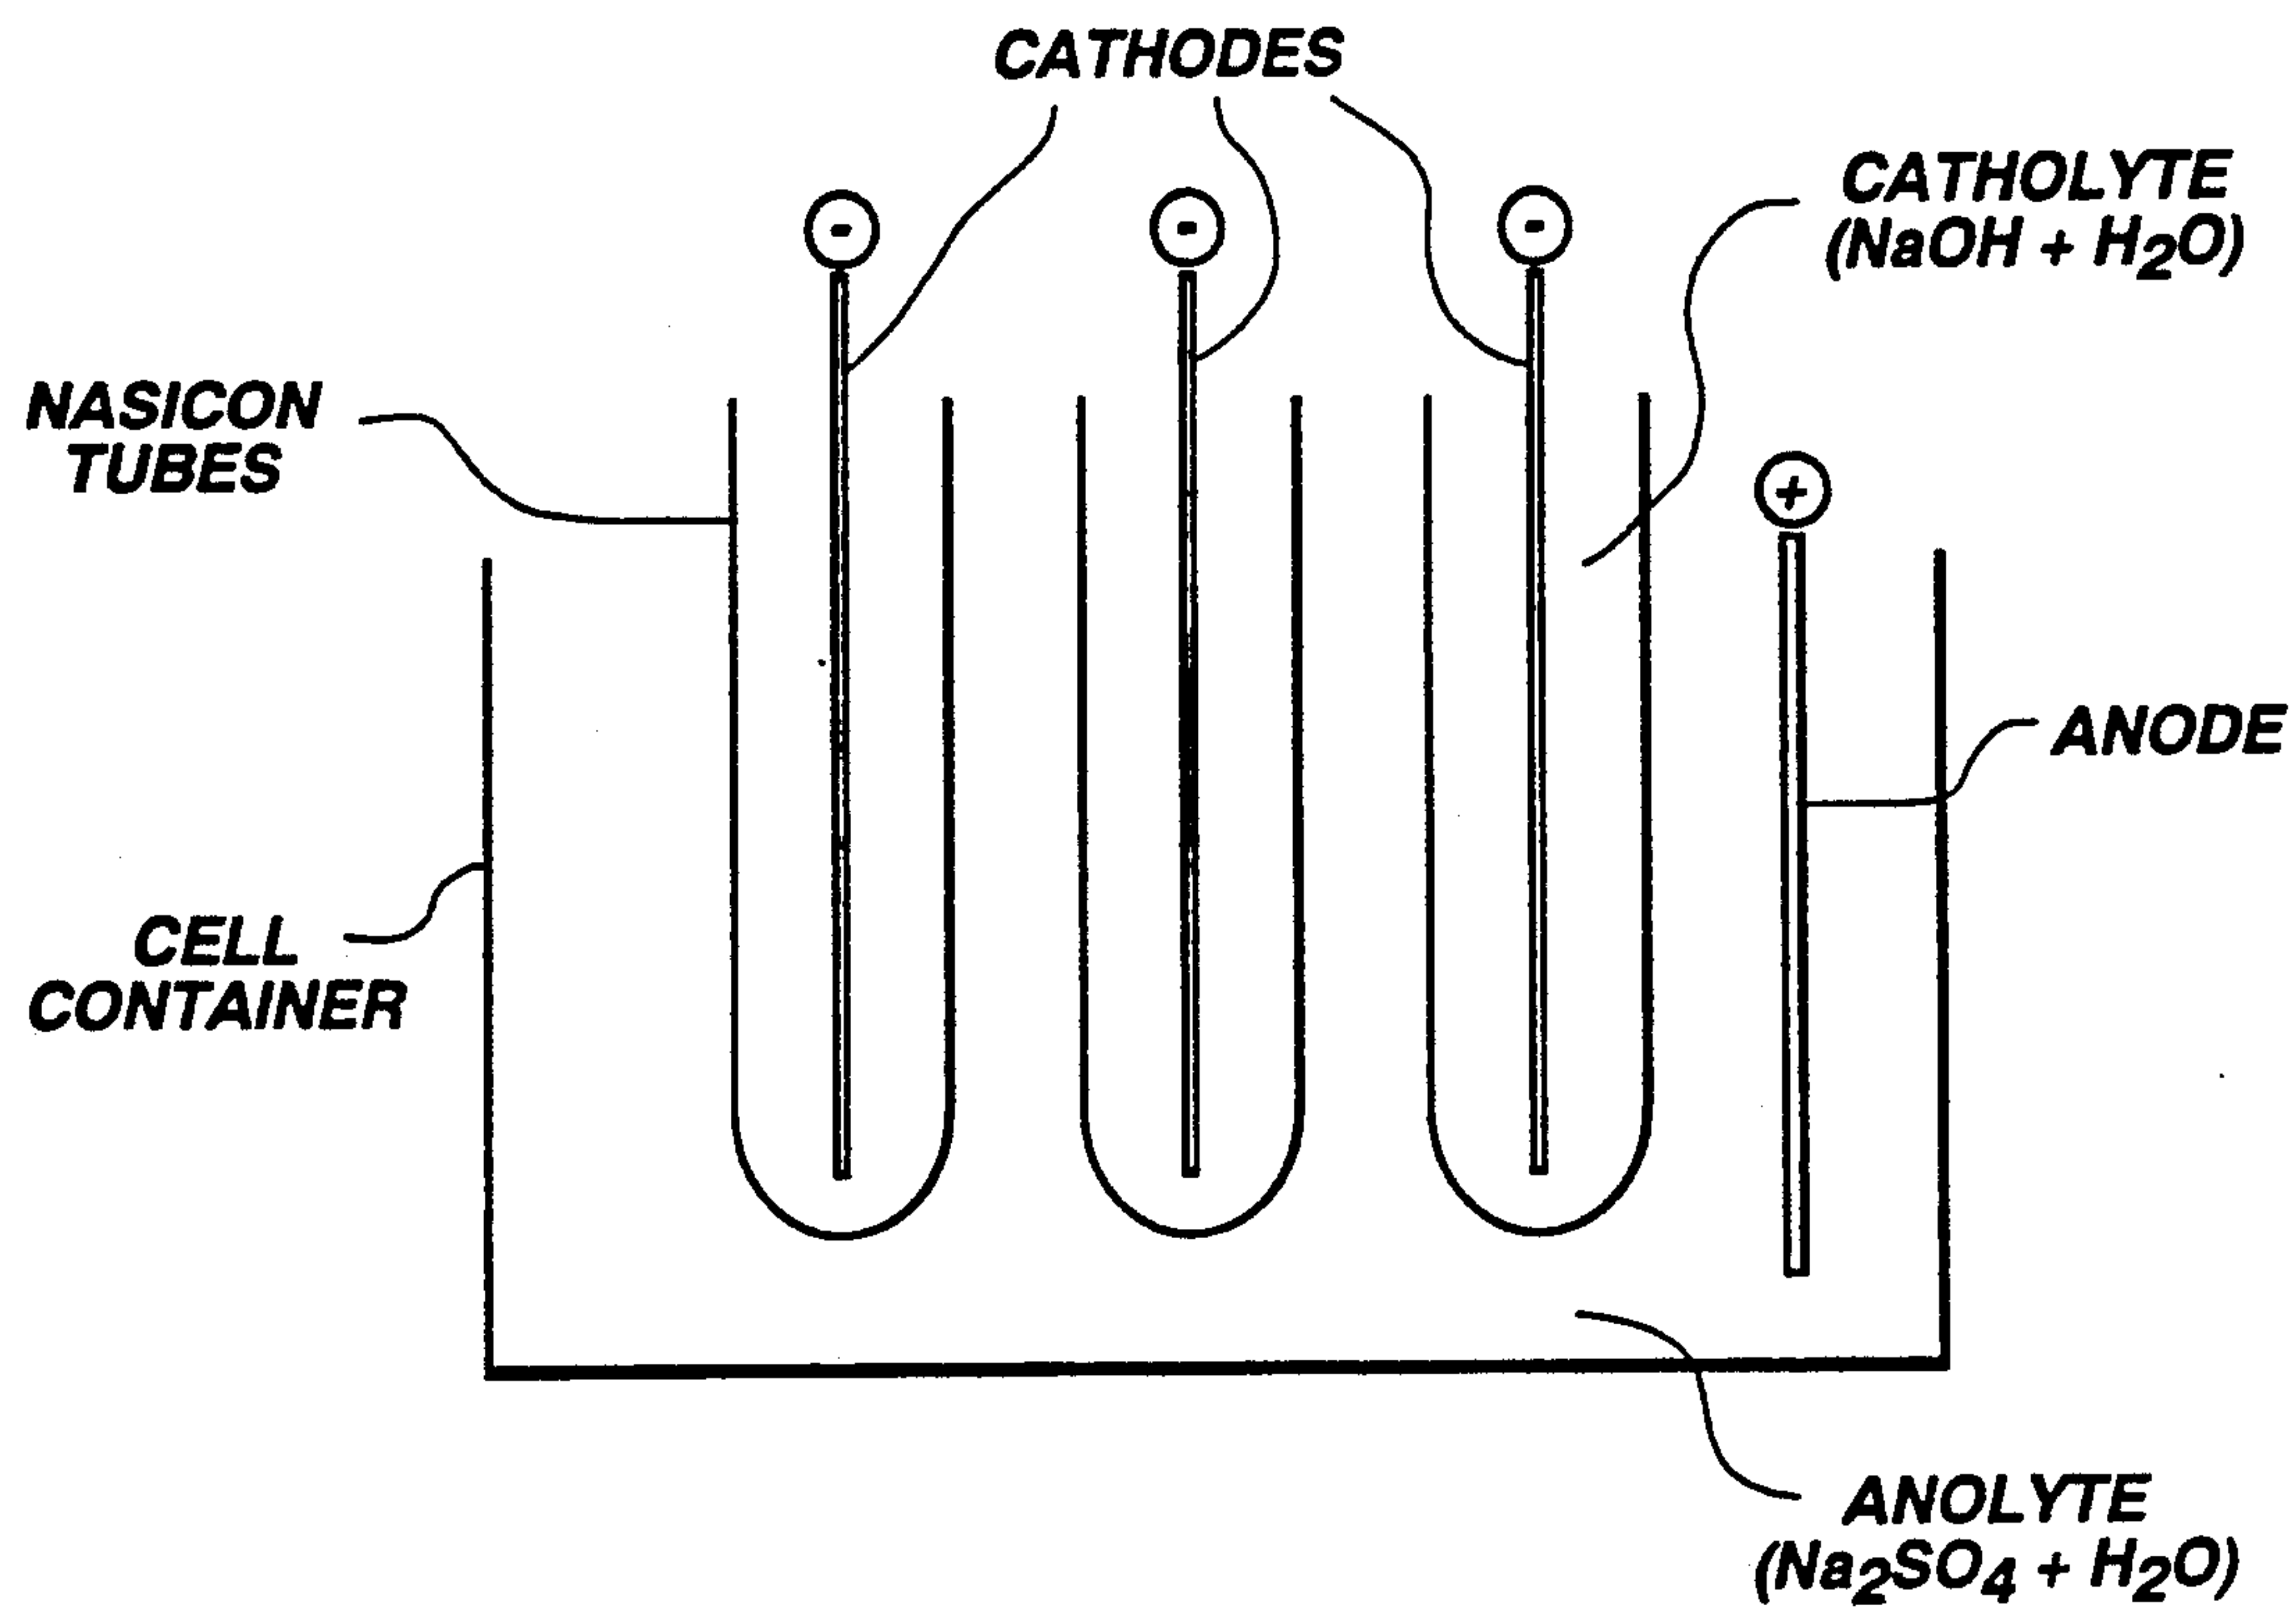 CATHODES
-
-
-
CATHOLYTE
(NaOH + H₂O)
NASICON
TUBES
+
ANODE
CELL
CONTAINER
ANOLYTE
(Na₂SO₄ + H₂O)